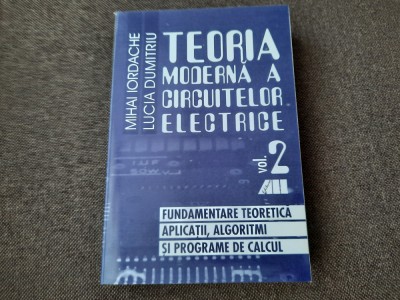 MIHAI IORDACHE
LUCIA DUMITRIU
TEORIA
MODERNĂ A
CIRCUITELOR
ELECTRICE
vol. 2
ALL
FUNDAMENTARE TEORETICĂ
APLICAȚII, ALGORITMI
ȘI PROGRAME DE CALCUL